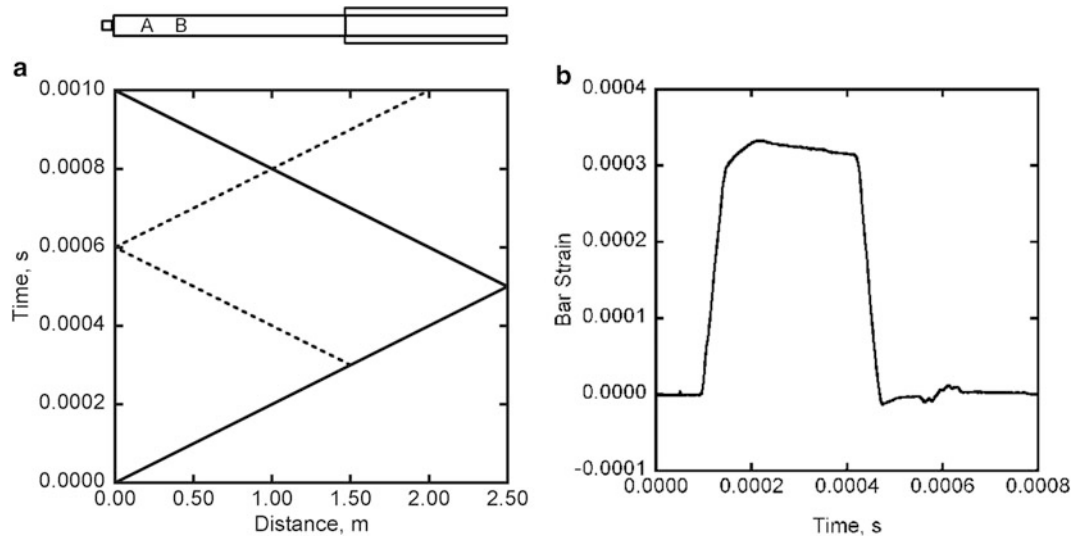 A B
a
0.0010
0.0008
0.0006
0.0004
0.0002
0.0000
Time, s
0.00 0.50 1.00 1.50 2.00 2.50
Distance, m
b
0.0004
0.0003
0.0002
0.0001
0.0000
-0.0001
Bar Strain
0.0000 0.0002 0.0004 0.0006 0.0008
Time, s